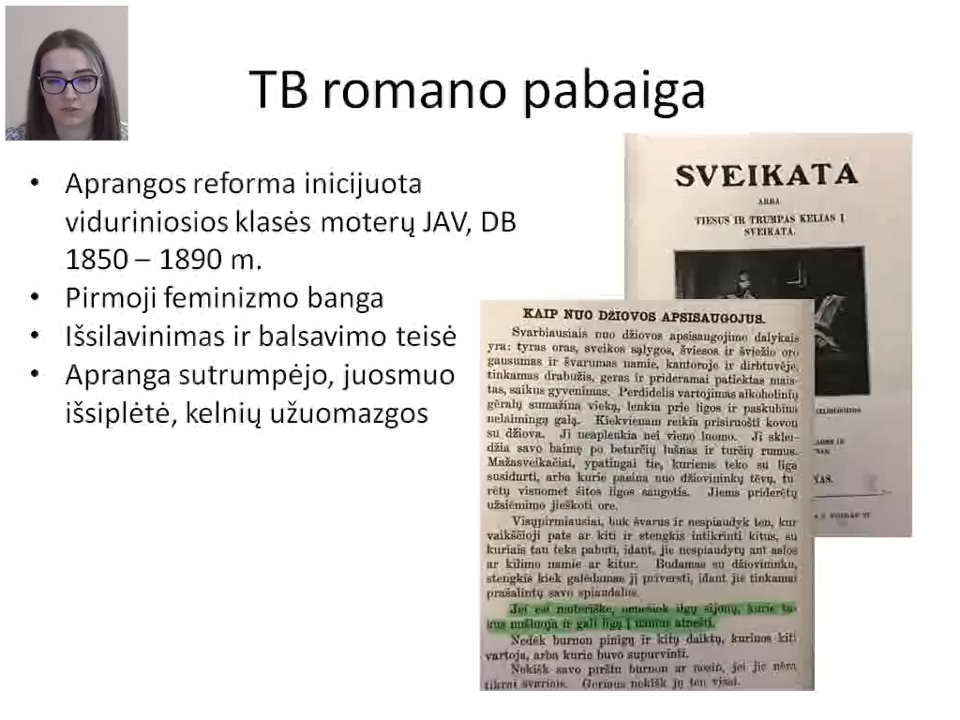 TB romano pabaiga
• Aprangos reforma inicijuota
viduriniosios klasės moterų JAV, DB
1850 – 1890 m.
• Pirmoji feminizmo banga
• Išsilavinimas ir balsavimo teisė
• Apranga sutrumpėjo, juosmuo
išsiplėtė, kelnių užuomazgos
SVEIKATA
ARBA
TIESUS IR TRUMPAS KELIAS Į
SVEIKATĄ.
KAIP NUO DŽIOVOS APSISAUGOJUS.
Svarbiausiais nuo džiovos apsisaugojimo dalykais
yra: tyras oras, sveikos sąlygos, šviesos ir šviežio oro
gausumas ir švarumas namie, kantoroje ir dirbtuvėje,
tinkamas drabužis, geras ir prideramai patiektas mais-
tas, saikus gyvenimas. Perdidelis vartojimas alkoholinių
gėralų sumažina vieką, lenkia prie ligos ir paskubina
nelaimingą galą. Kiekvienam reikia prisiruošti kovon
su džiova. Ji neaplenkia nei vieno luomo. Ji sklei-
džia savo baimę po beturčių lušnas ir turčių rumus.
Mažasveikačiai, ypatingai tie, kuriems teko su liga
susidurti, arba kurie paeina nuo džiovininkų tėvų, tu-
rėtų visuomet šitos ligos saugotis. Jiems priderėtų
užsiėmimo jieškoti ore.
Visųpirmiausiai, buk švarus ir nespiaudyk ten, kur
vaikščioji pats ar kiti ir stengkis intikrinti kitus, su
kuriais tau teks pabuti, idant, jie nespiaudytų ant aslos
ar kilimo namie ar kitur. Budamas su džiovininku,
stengkis kiek galėdamas jį priversti, idant jis tinkamai
prašalintų savo spiaudalus.
Jei esi moteriškė, nenešiok ilgų sijonų, kurie ta-
kus nušluoja ir gali ligą į namus atnešti.
Nedėk burnon pinigų ir kitų daiktų, kuriuos kiti
vartoja, arba kurie buvo supurvinti.
Nekišk savo pirštų burnon ar nosin, jei jie nėra
tikrai švariais. Geriaus nekišk jų ten visai.